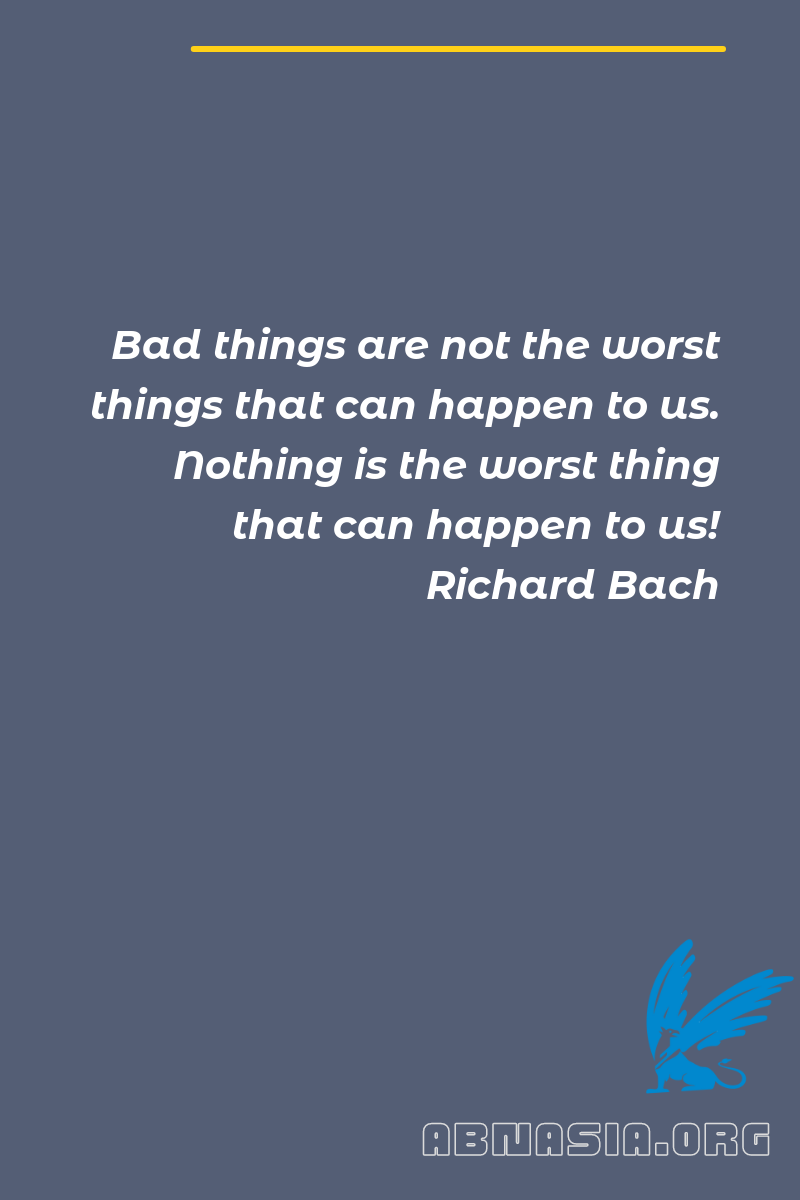 Bad things are not the worst
things that can happen to us.
Nothing is the worst thing
that can happen to us!
Richard Bach
ABNASIA.ORG